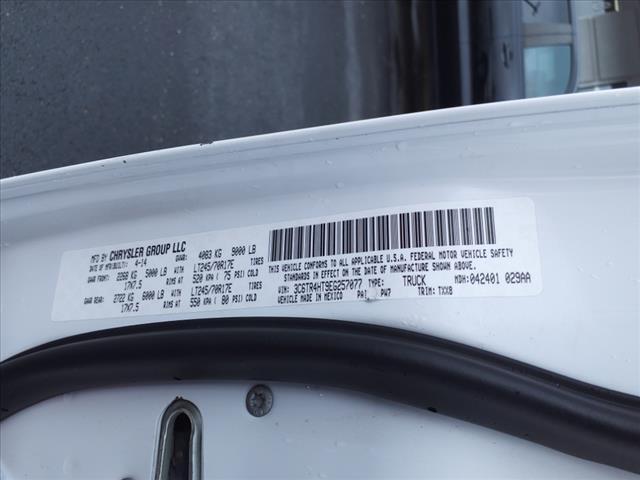 MFD BY CHRYSLER GROUP LLC
DATE OF MFR/BUILT: 4-14 GVWR: 4083 KG 9000 LB
GAWR FRONT: 2268 KG 5000 LB LT245/70R17E TIRES
17X7.5 RIMS AT 520 KPA ( 75 PSI) COLD
GAWR REAR: 2722 KG 6000 LB LT245/70R17E TIRES
17X7.5 RIMS AT 550 KPA ( 80 PSI) COLD
THIS VEHICLE CONFORMS TO ALL APPLICABLE U.S.A. FEDERAL MOTOR VEHICLE SAFETY
STANDARDS IN EFFECT ON THE DATE OF MANUFACTURE SHOWN ABOVE.
VIN: 3C6TR4HT9EG257077 TYPE: TRUCK MDH: 042401 029AA
VEHICLE MADE IN MEXICO PAINT: PW7 TRIM: TXX8